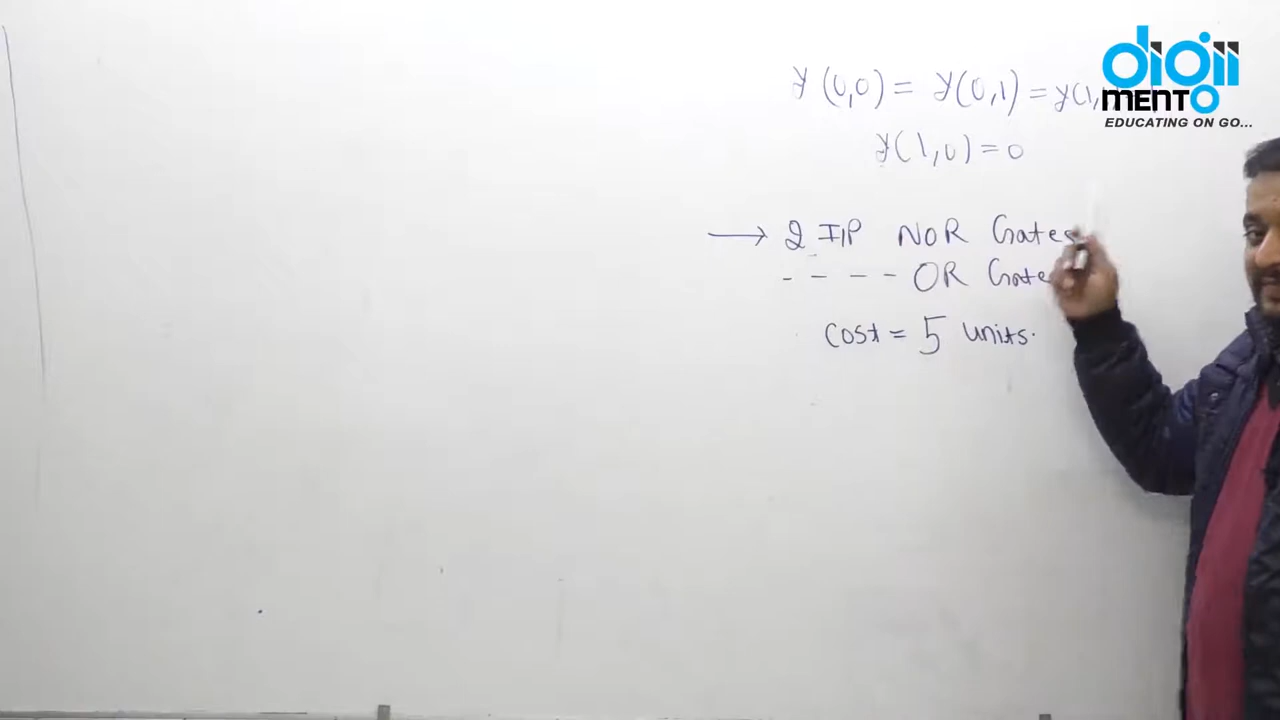 y(0,0) = y(0,1) = y(1,
y(1,0) = 0
→ 2 I/P NOR Gates
- - - - OR Gate
Cost = 5 units.
digii
MENTO
EDUCATING ON GO...